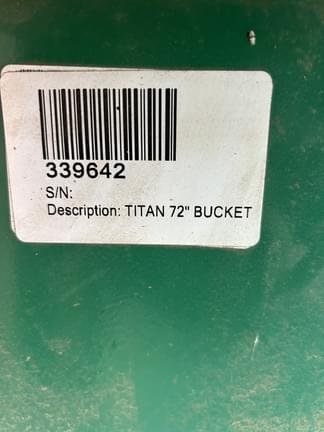 339642
S/N:
Description: TITAN 72" BUCKET